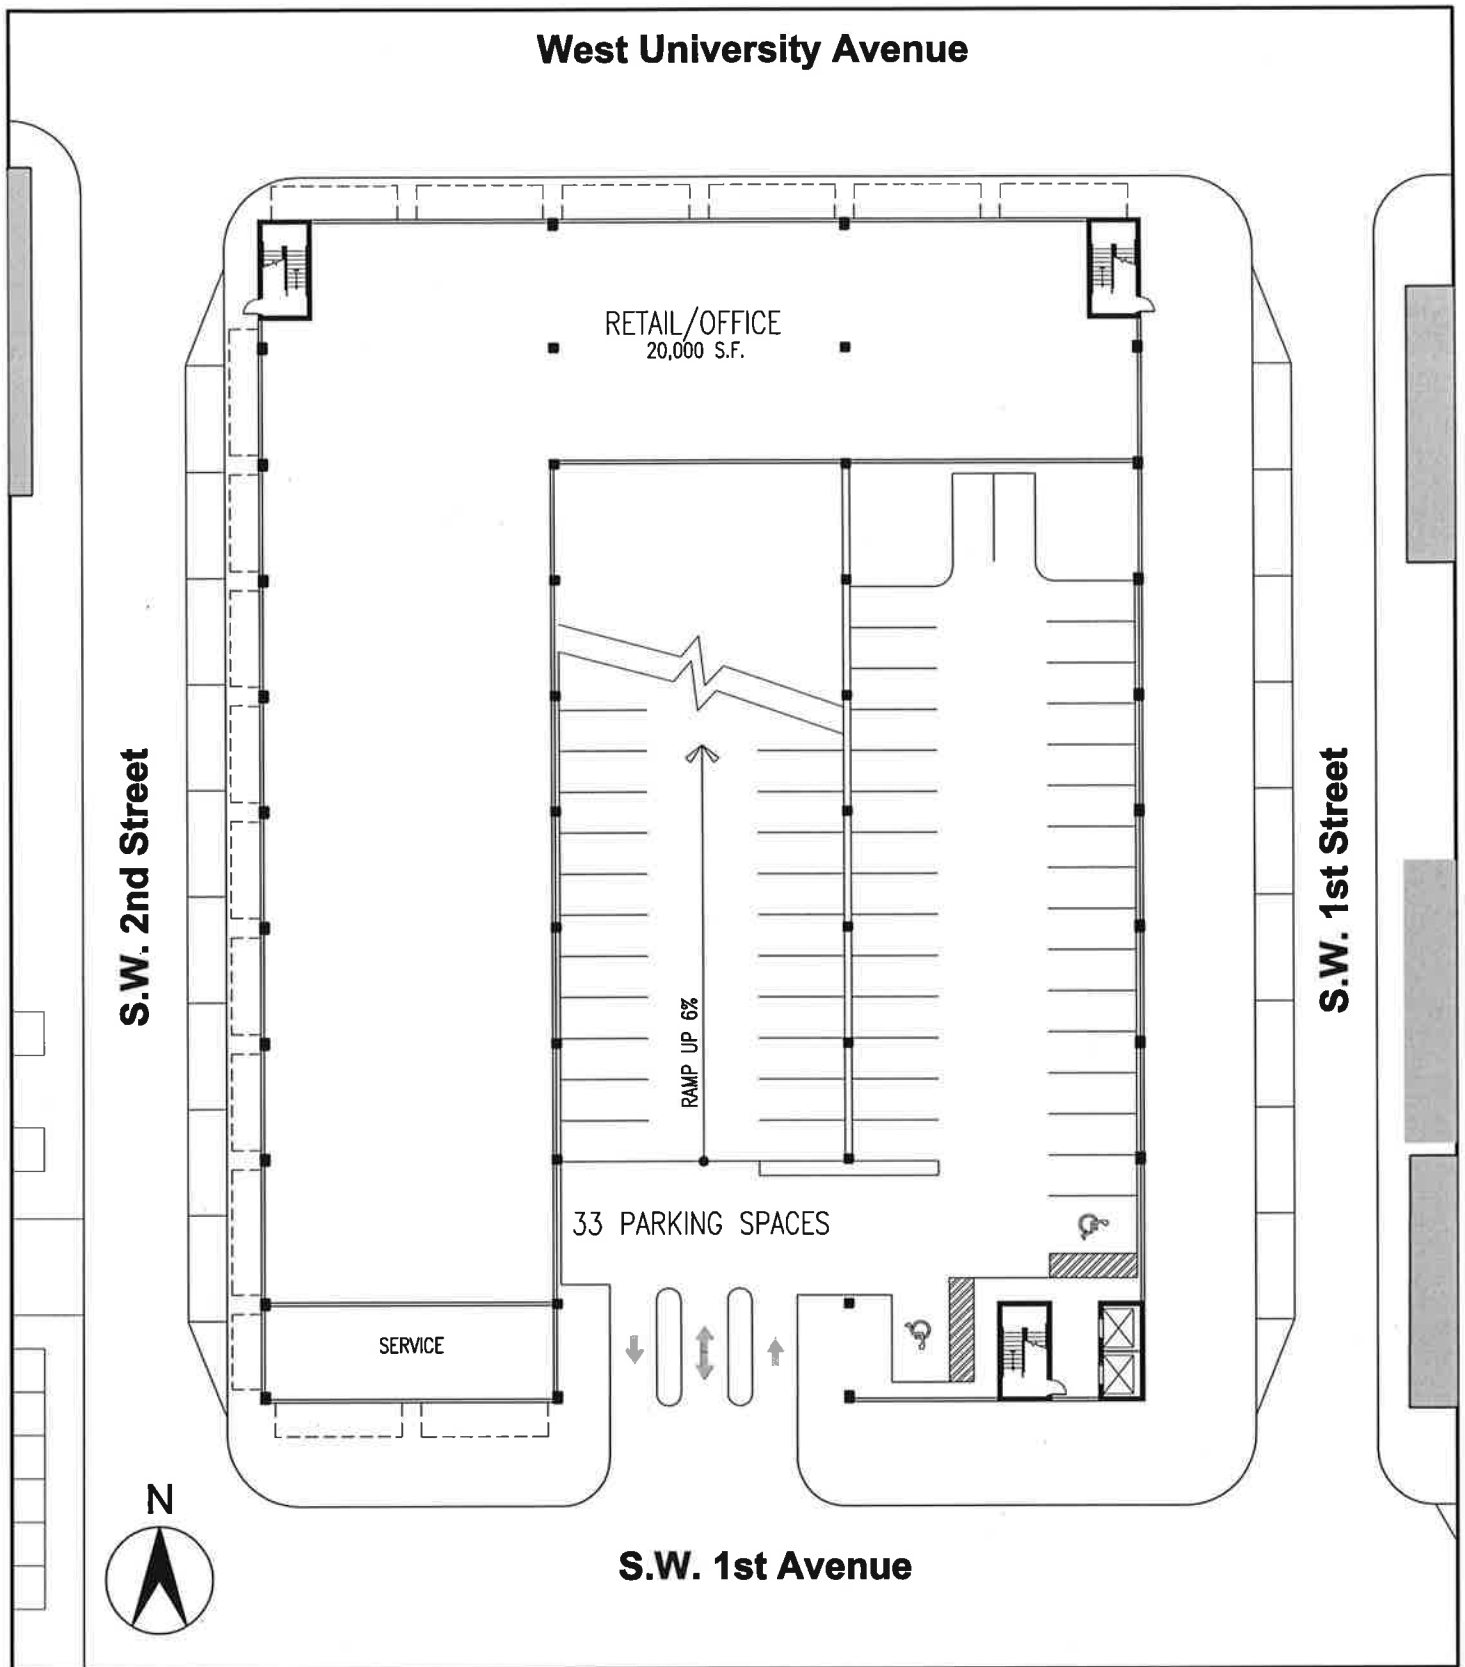 West University Avenue
RETAIL/OFFICE
20,000 S.F.
S.W. 2nd Street
S.W. 1st Street
RAMP UP 6%
33 PARKING SPACES
SERVICE
N
S.W. 1st Avenue